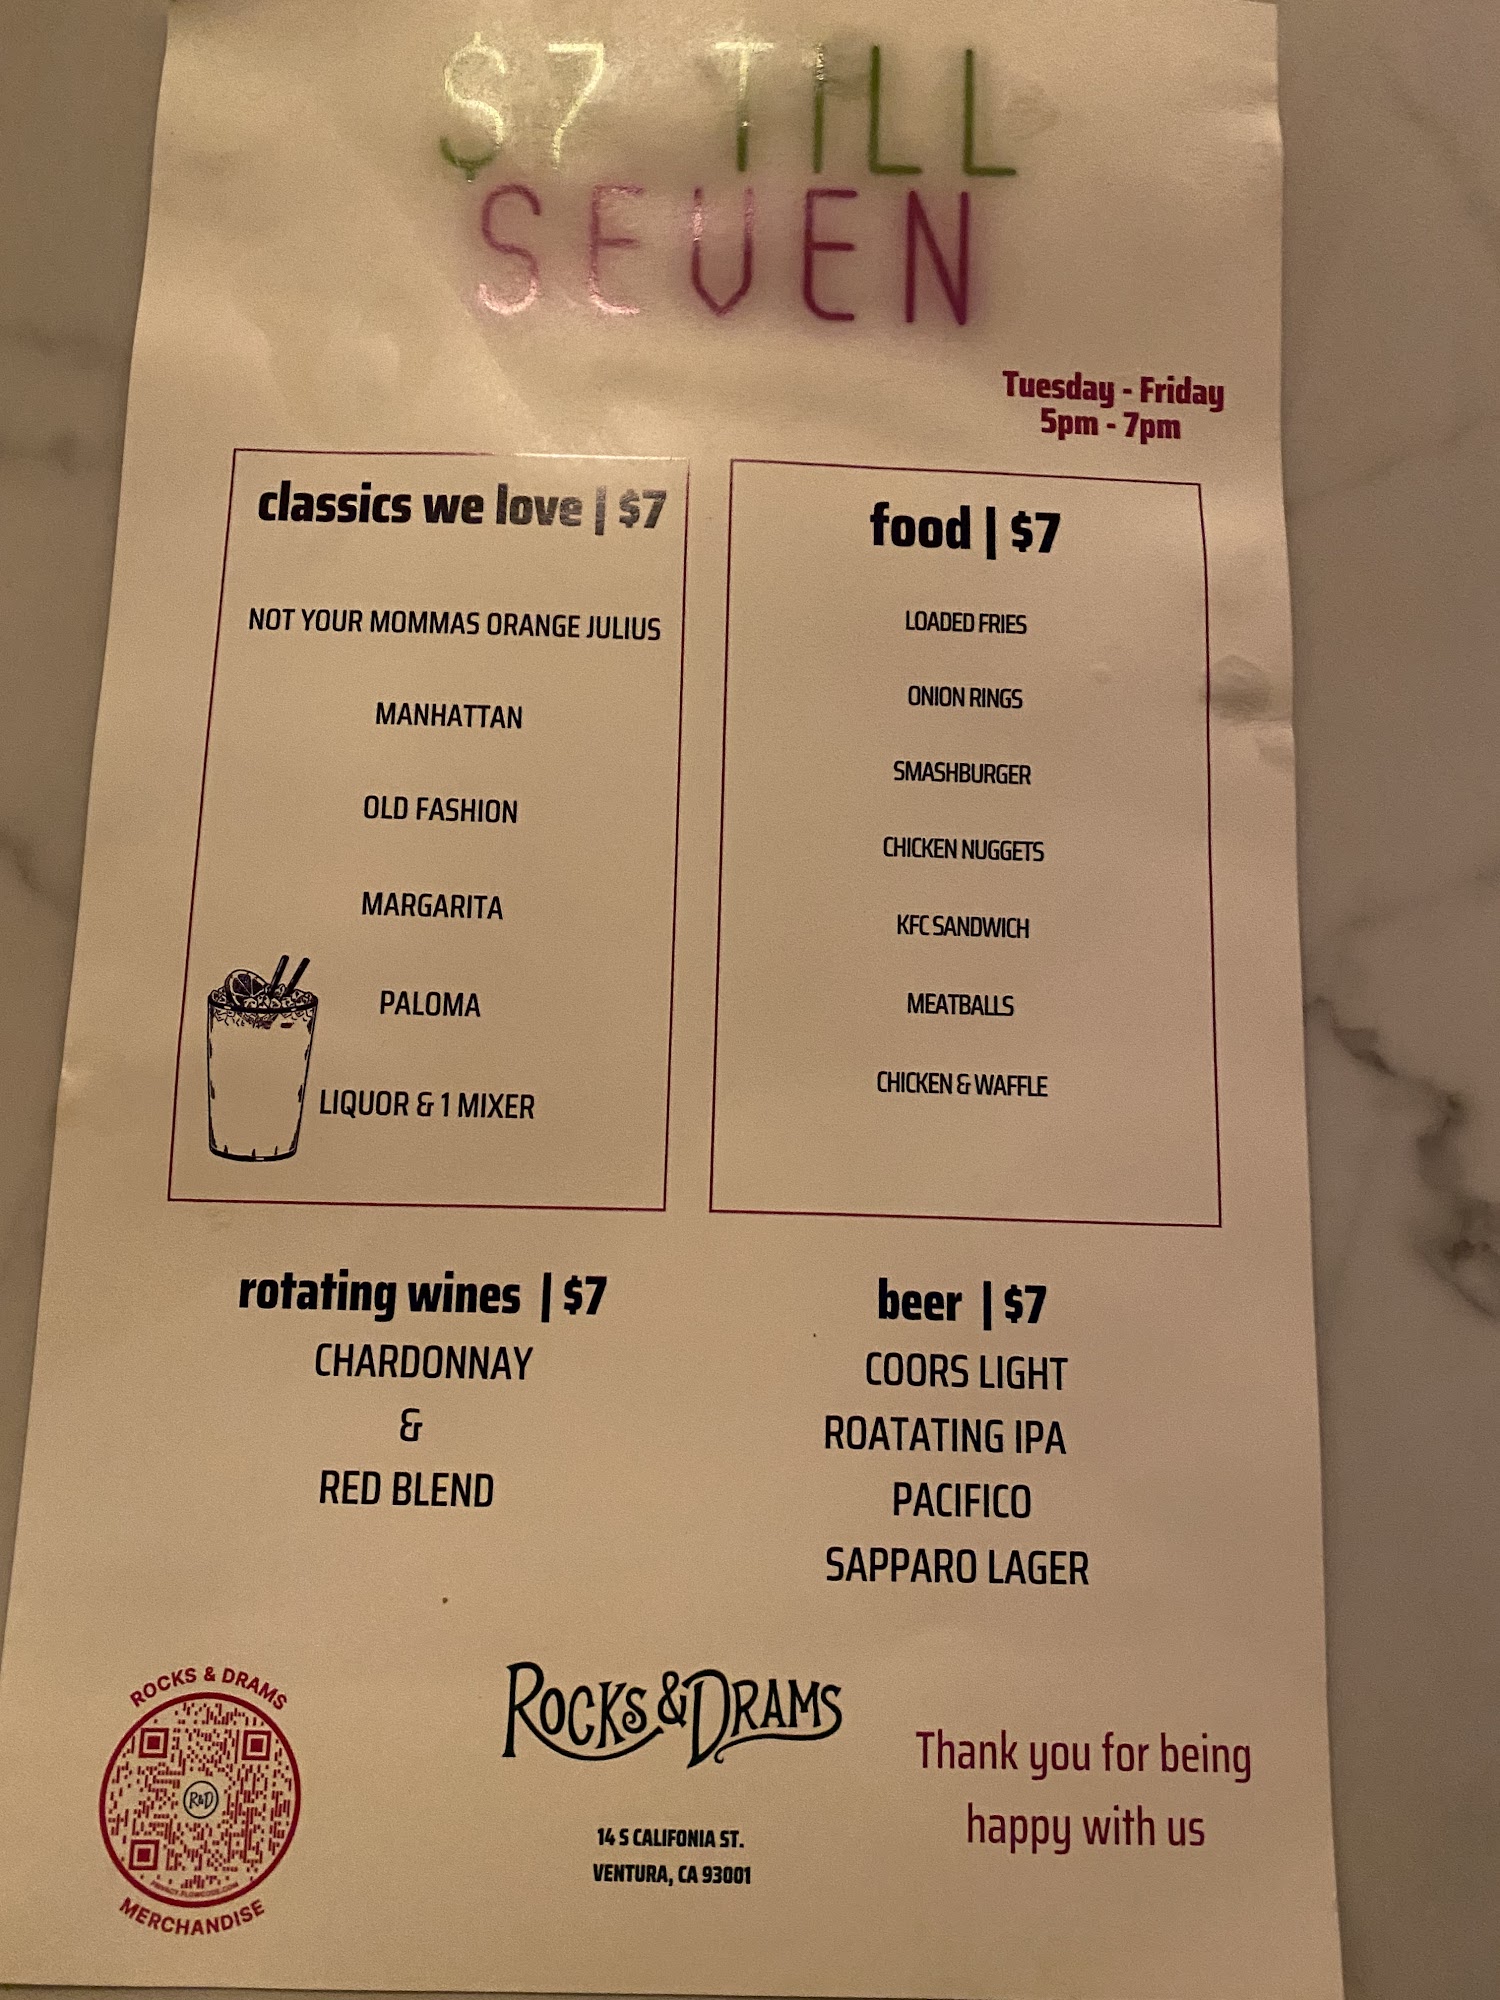 $7 TILL
SEVEN
Tuesday - Friday
5pm - 7pm
classics we love | $7
NOT YOUR MOMMAS ORANGE JULIUS
MANHATTAN
OLD FASHION
MARGARITA
PALOMA
LIQUOR & 1 MIXER
food | $7
LOADED FRIES
ONION RINGS
SMASHBURGER
CHICKEN NUGGETS
KFC SANDWICH
MEATBALLS
CHICKEN & WAFFLE
rotating wines | $7
CHARDONNAY
&
RED BLEND
beer | $7
COORS LIGHT
ROATATING IPA
PACIFICO
SAPPARO LAGER
ROCKS & DRAMS
R&D
PRIVACY.FLOWCODE.COM
MERCHANDISE
ROCKS & DRAMS
14 S CALIFONIA ST.
VENTURA, CA 93001
Thank you for being
happy with us